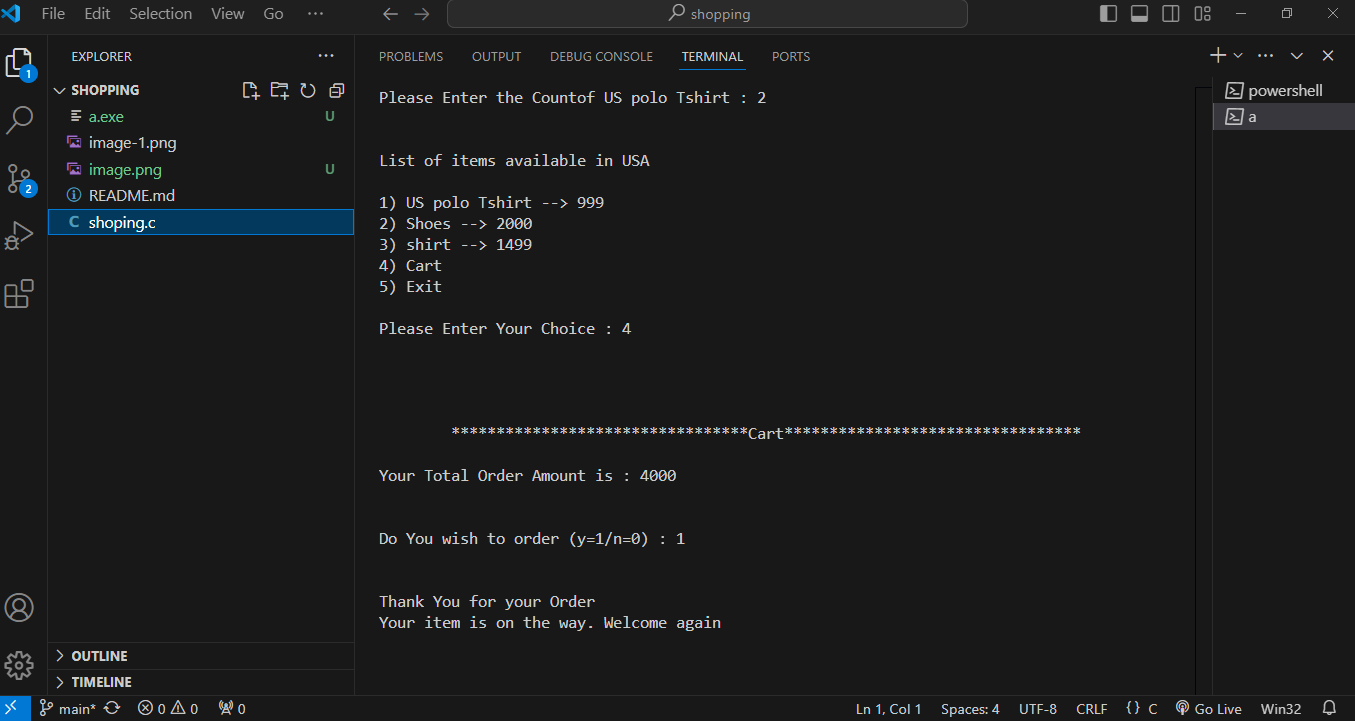 File Edit Selection View Go ···
shopping
EXPLORER ···
SHOPPING
a.exe U
image-1.png
image.png U
README.md
C shoping.c
OUTLINE
TIMELINE
1
2
PROBLEMS OUTPUT DEBUG CONSOLE TERMINAL PORTS
Please Enter the Countof US polo Tshirt : 2
List of items available in USA
1) US polo Tshirt --> 999
2) Shoes --> 2000
3) shirt --> 1499
4) Cart
5) Exit
Please Enter Your Choice : 4
*********************************Cart*********************************
Your Total Order Amount is : 4000
Do You wish to order (y=1/n=0) : 1
Thank You for your Order
Your item is on the way. Welcome again
powershell
a
main* 0 0 0 Ln 1, Col 1 Spaces: 4 UTF-8 CRLF {} C Go Live Win32